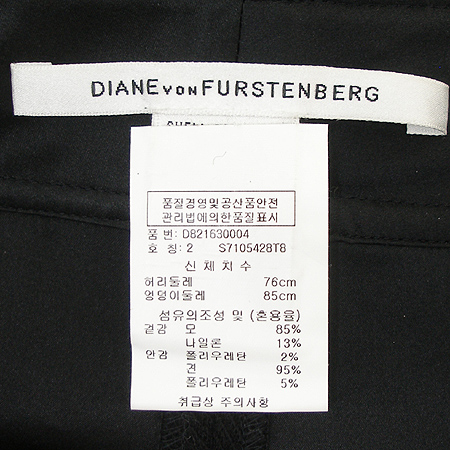 DIANE VON FURSTENBERG
품질경영및공산품안전
관리법에의한품질표시
품 번: D821630004
호 칭: 2 S7105428T8
신 체 치 수
허리둘레 76cm
엉덩이둘레 85cm
섬유의조성 및 (혼용율)
겉감 모 85%
나일론 13%
안감 폴리우레탄 2%
견 95%
폴리우레탄 5%
취급상 주의사항